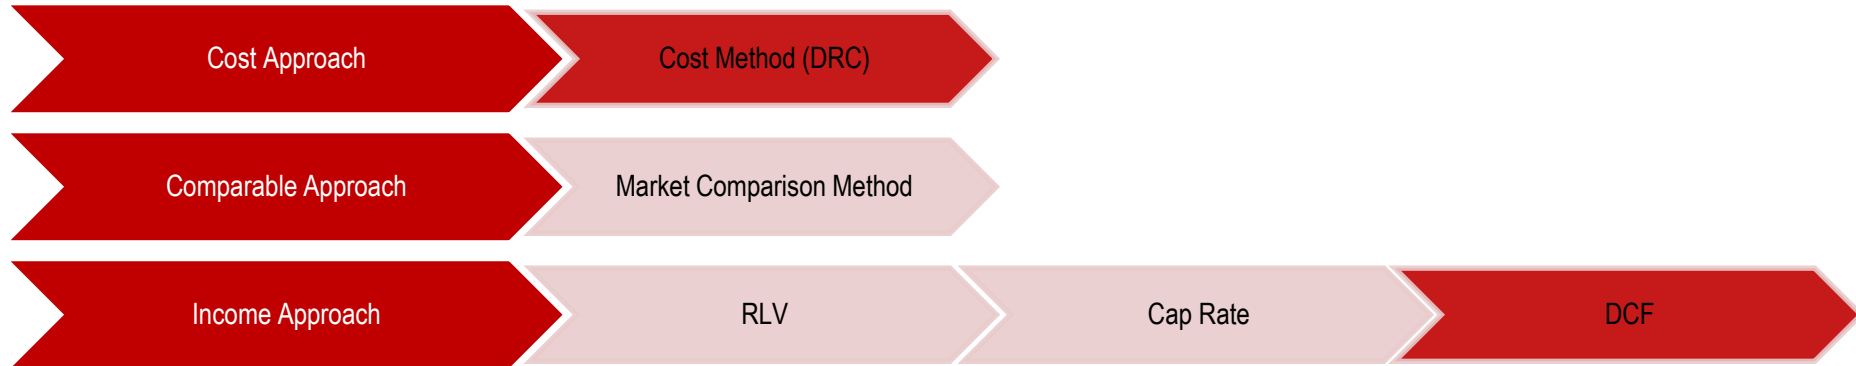 Cost Approach
Cost Method (DRC)
Comparable Approach
Market Comparison Method
Income Approach
RLV
Cap Rate
DCF